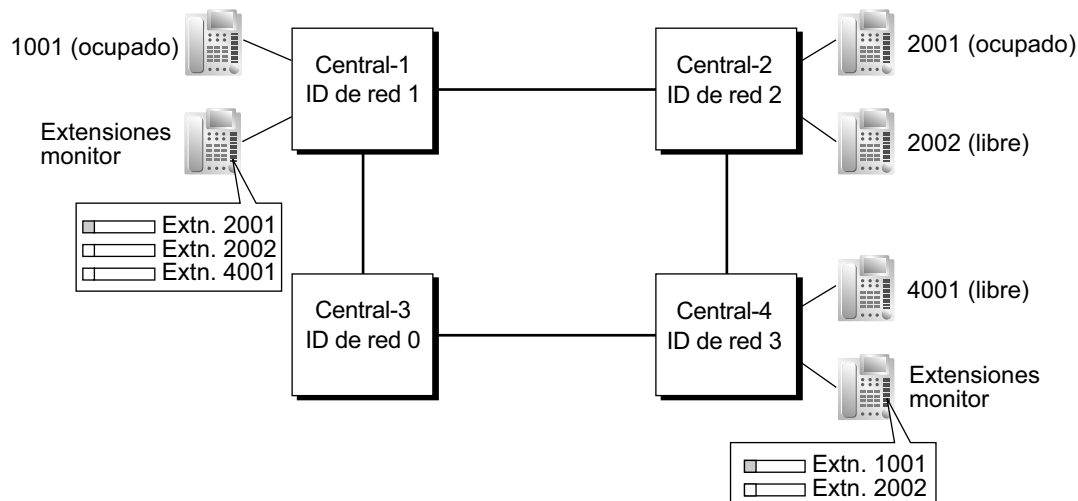 1001 (ocupado)
Central-1
ID de red 1
Central-2
ID de red 2
2001 (ocupado)
Extensiones
monitor
2002 (libre)
Extn. 2001
Extn. 2002
Extn. 4001
Central-3
ID de red 0
Central-4
ID de red 3
4001 (libre)
Extensiones
monitor
Extn. 1001
Extn. 2002